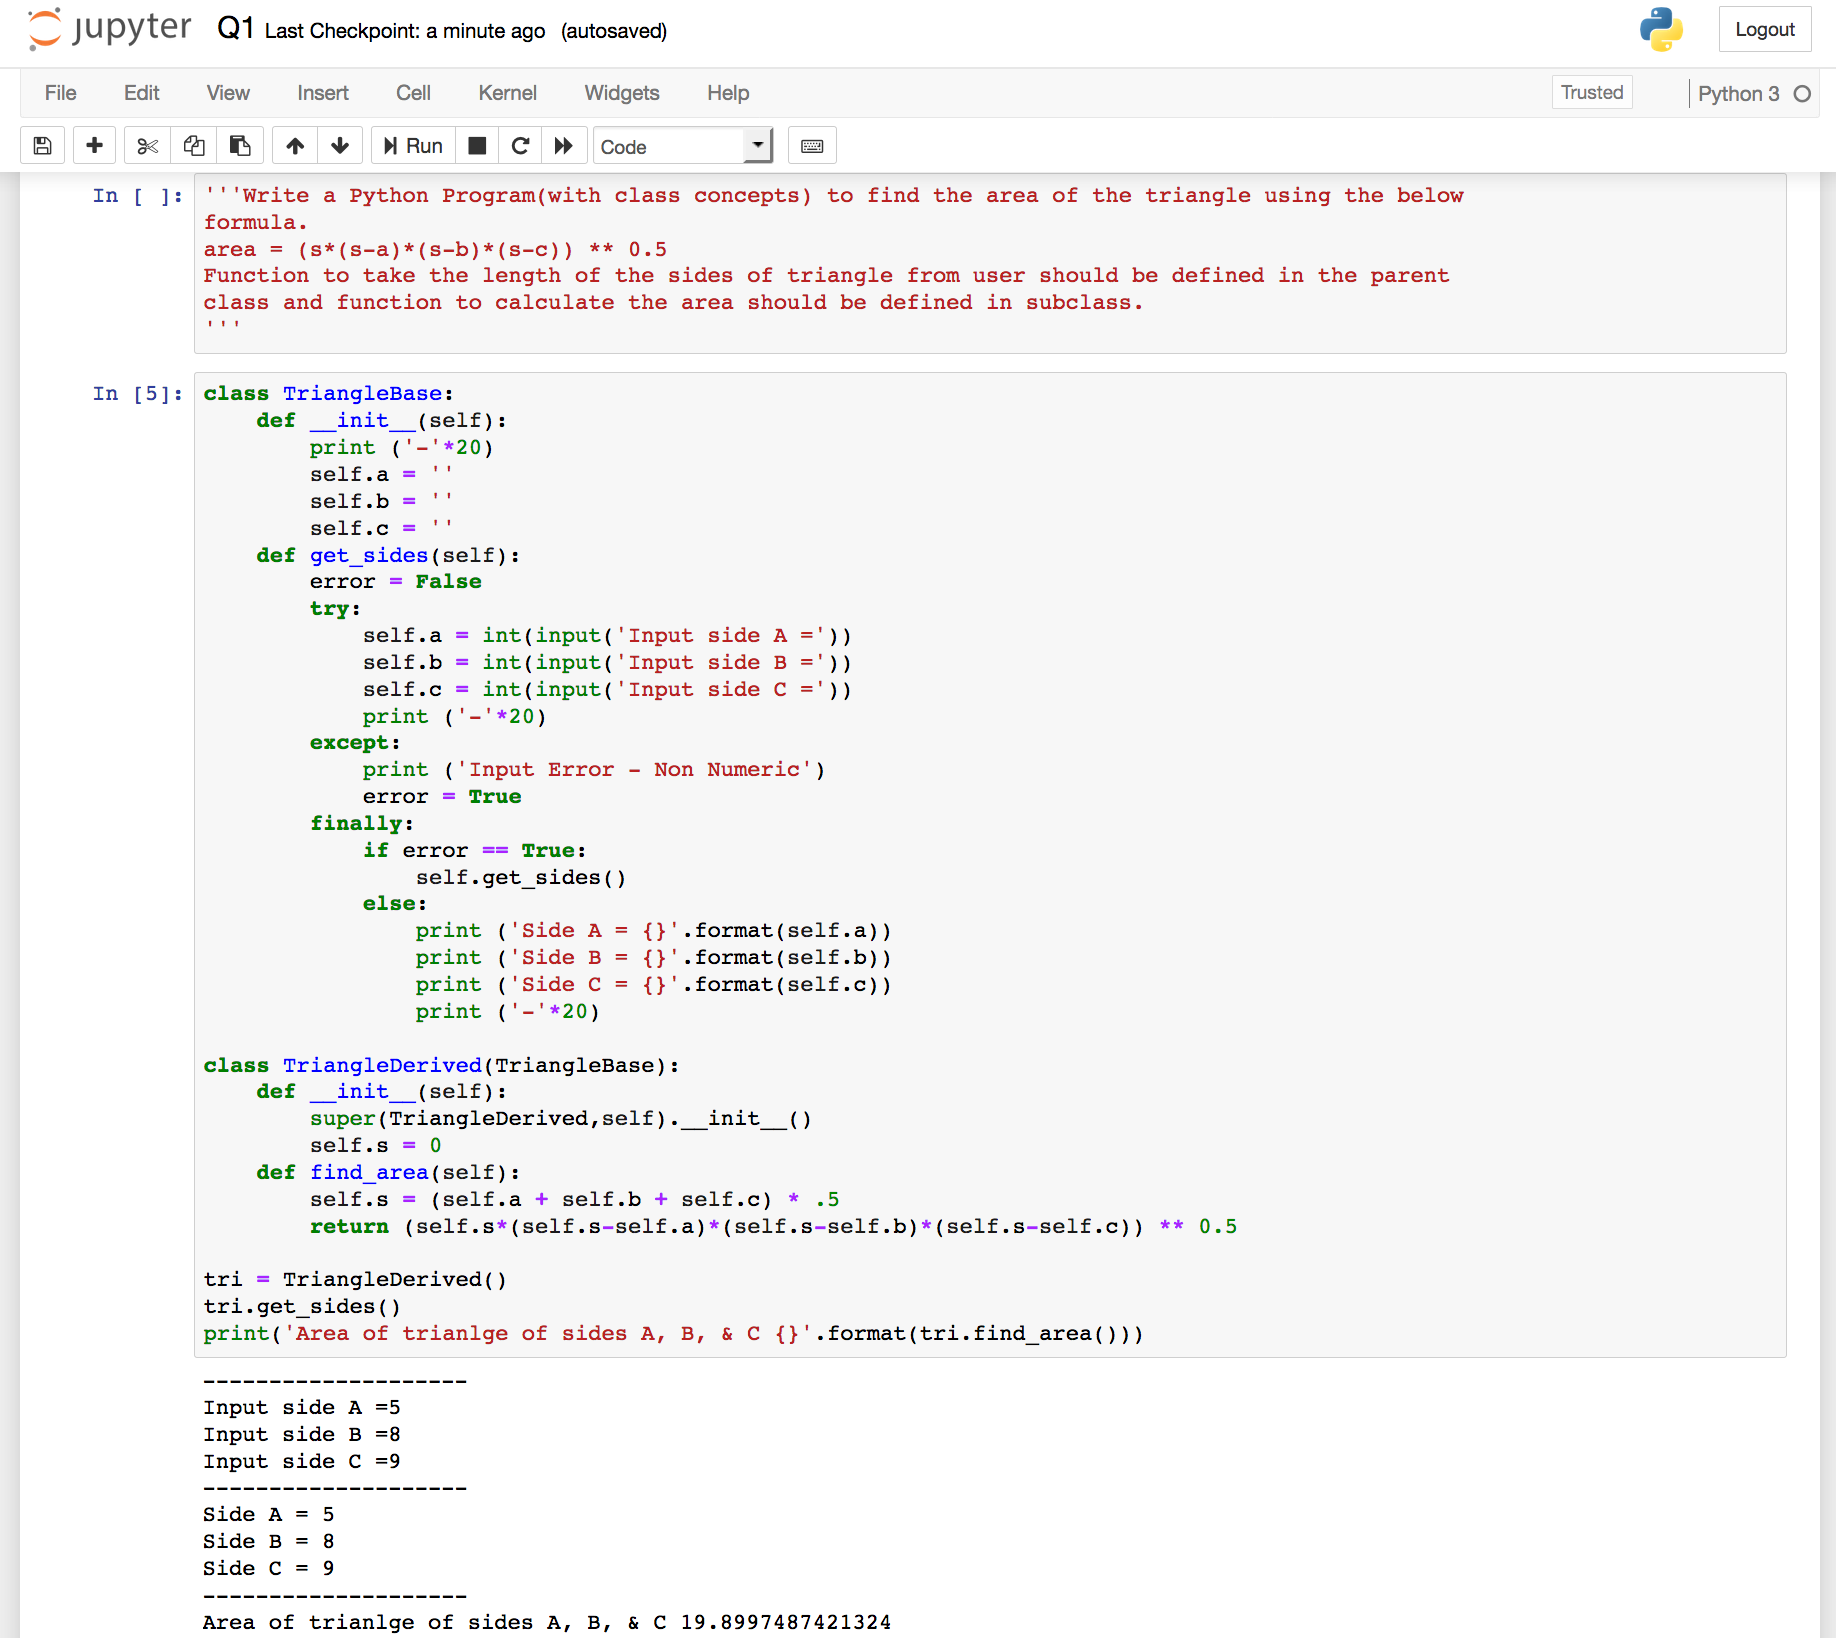 jupyter Q1 Last Checkpoint: a minute ago (autosaved)
Logout
File Edit View Insert Cell Kernel Widgets Help
Trusted Python 3
Run Code
In [ ]: '''Write a Python Program(with class concepts) to find the area of the triangle using the below
formula.
area = (s*(s-a)*(s-b)*(s-c)) ** 0.5
Function to take the length of the sides of triangle from user should be defined in the parent
class and function to calculate the area should be defined in subclass.
'''
In [5]: class TriangleBase:
    def __init__(self):
        print ('-'*20)
        self.a = ''
        self.b = ''
        self.c = ''
    def get_sides(self):
        error = False
        try:
            self.a = int(input('Input side A ='))
            self.b = int(input('Input side B ='))
            self.c = int(input('Input side C ='))
            print ('-'*20)
        except:
            print ('Input Error - Non Numeric')
            error = True
        finally:
            if error == True:
                self.get_sides()
            else:
                print ('Side A = {}'.format(self.a))
                print ('Side B = {}'.format(self.b))
                print ('Side C = {}'.format(self.c))
                print ('-'*20)
class TriangleDerived(TriangleBase):
    def __init__(self):
        super(TriangleDerived,self).__init__()
        self.s = 0
    def find_area(self):
        self.s = (self.a + self.b + self.c) * .5
        return (self.s*(self.s-self.a)*(self.s-self.b)*(self.s-self.c)) ** 0.5
tri = TriangleDerived()
tri.get_sides()
print('Area of trianlge of sides A, B, & C {}'.format(tri.find_area()))
--------------------
Input side A =5
Input side B =8
Input side C =9
--------------------
Side A = 5
Side B = 8
Side C = 9
--------------------
Area of trianlge of sides A, B, & C 19.8997487421324